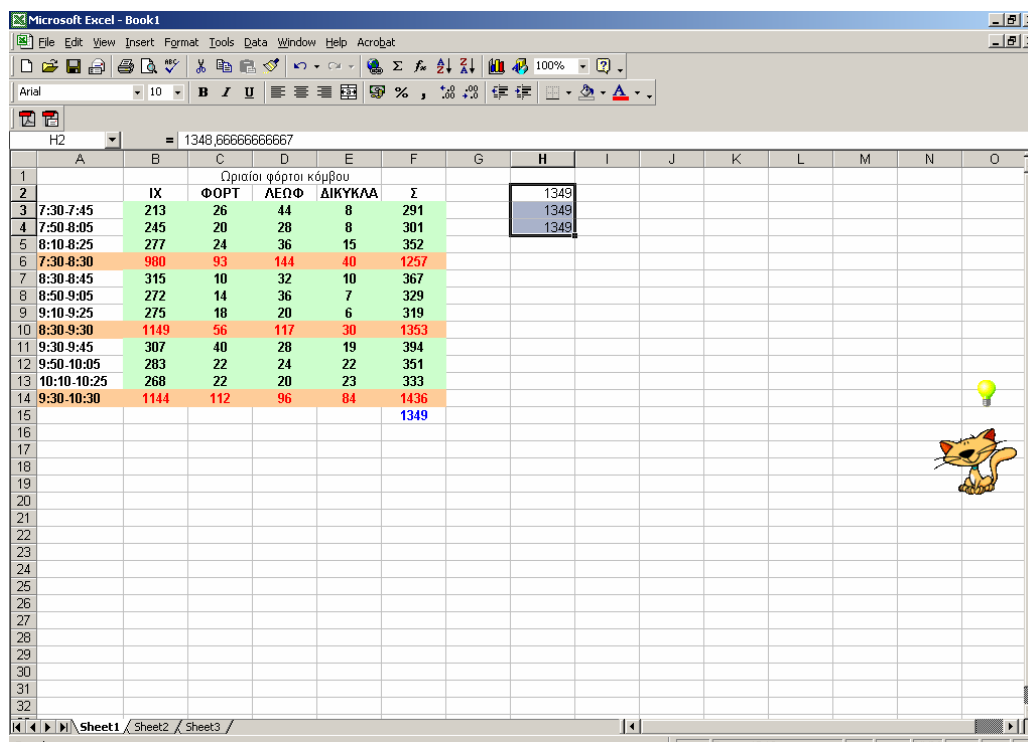 Microsoft Excel - Book1
File Edit View Insert Format Tools Data Window Help Acrobat
100%
Arial 10 B I U % ,
H2 = 1348,66666666667
A B C D E F G H I J K L M N O
1 Ωριαίοι φόρτοι κόμβου
2 ΙΧ ΦΟΡΤ ΛΕΩΦ ΔΙΚΥΚΛΑ Σ 1349
3 7:30-7:45 213 26 44 8 291 1349
4 7:50-8:05 245 20 28 8 301 1349
5 8:10-8:25 277 24 36 15 352
6 7:30-8:30 980 93 144 40 1257
7 8:30-8:45 315 10 32 10 367
8 8:50-9:05 272 14 36 7 329
9 9:10-9:25 275 18 20 6 319
10 8:30-9:30 1149 56 117 30 1353
11 9:30-9:45 307 40 28 19 394
12 9:50-10:05 283 22 24 22 351
13 10:10-10:25 268 22 20 23 333
14 9:30-10:30 1144 112 96 84 1436
15 1349
16
17
18
19
20
21
22
23
24
25
26
27
28
29
30
31
32
Sheet1 Sheet2 Sheet3